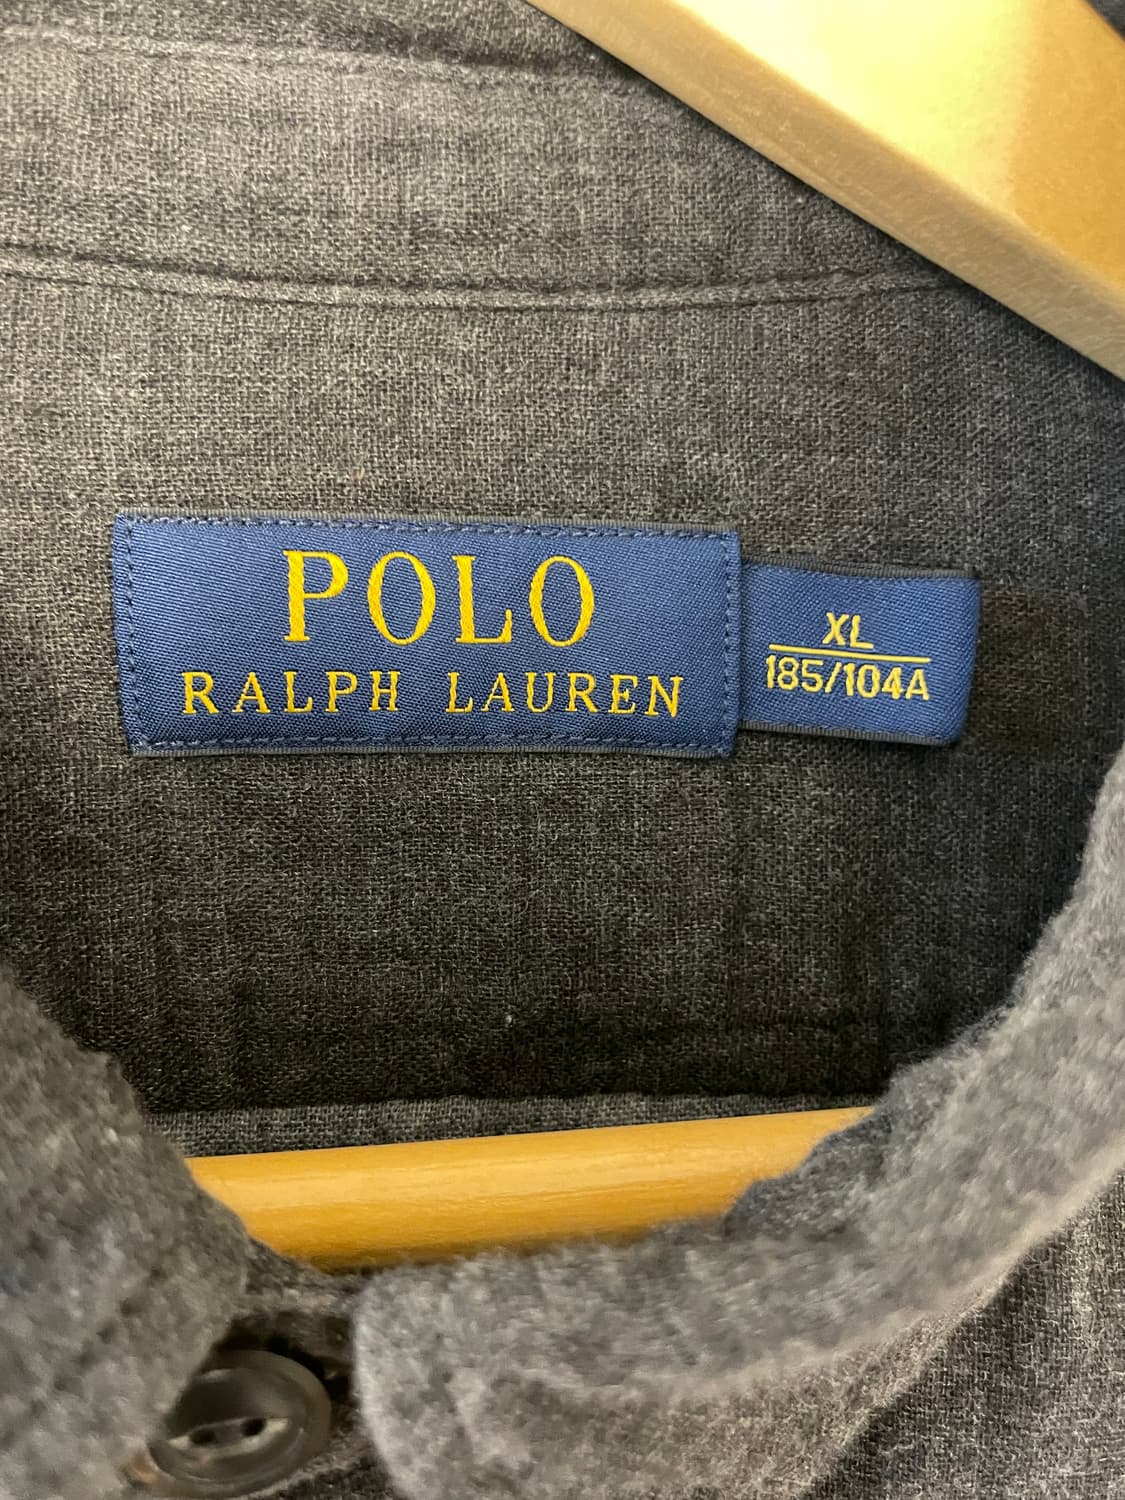 POLO
RALPH LAUREN
XL
185/104A